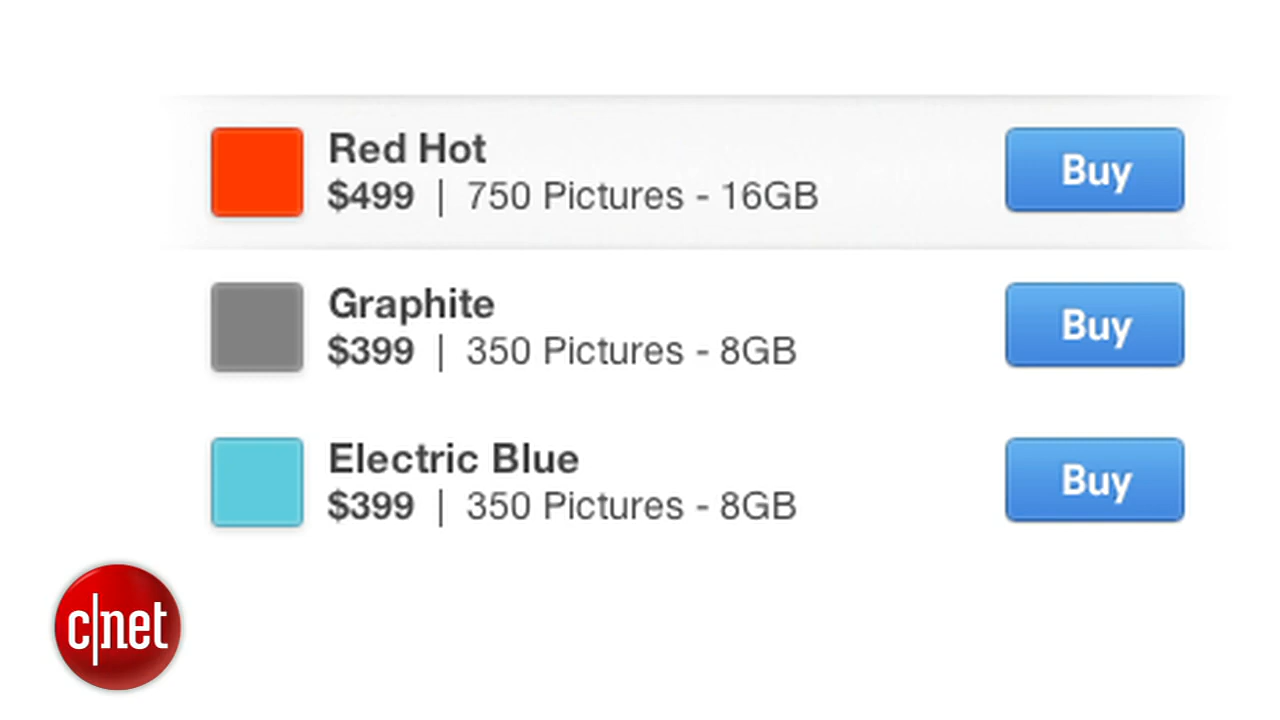 Red Hot
$499 | 750 Pictures - 16GB
Buy
Graphite
$399 | 350 Pictures - 8GB
Buy
Electric Blue
$399 | 350 Pictures - 8GB
Buy
c|net